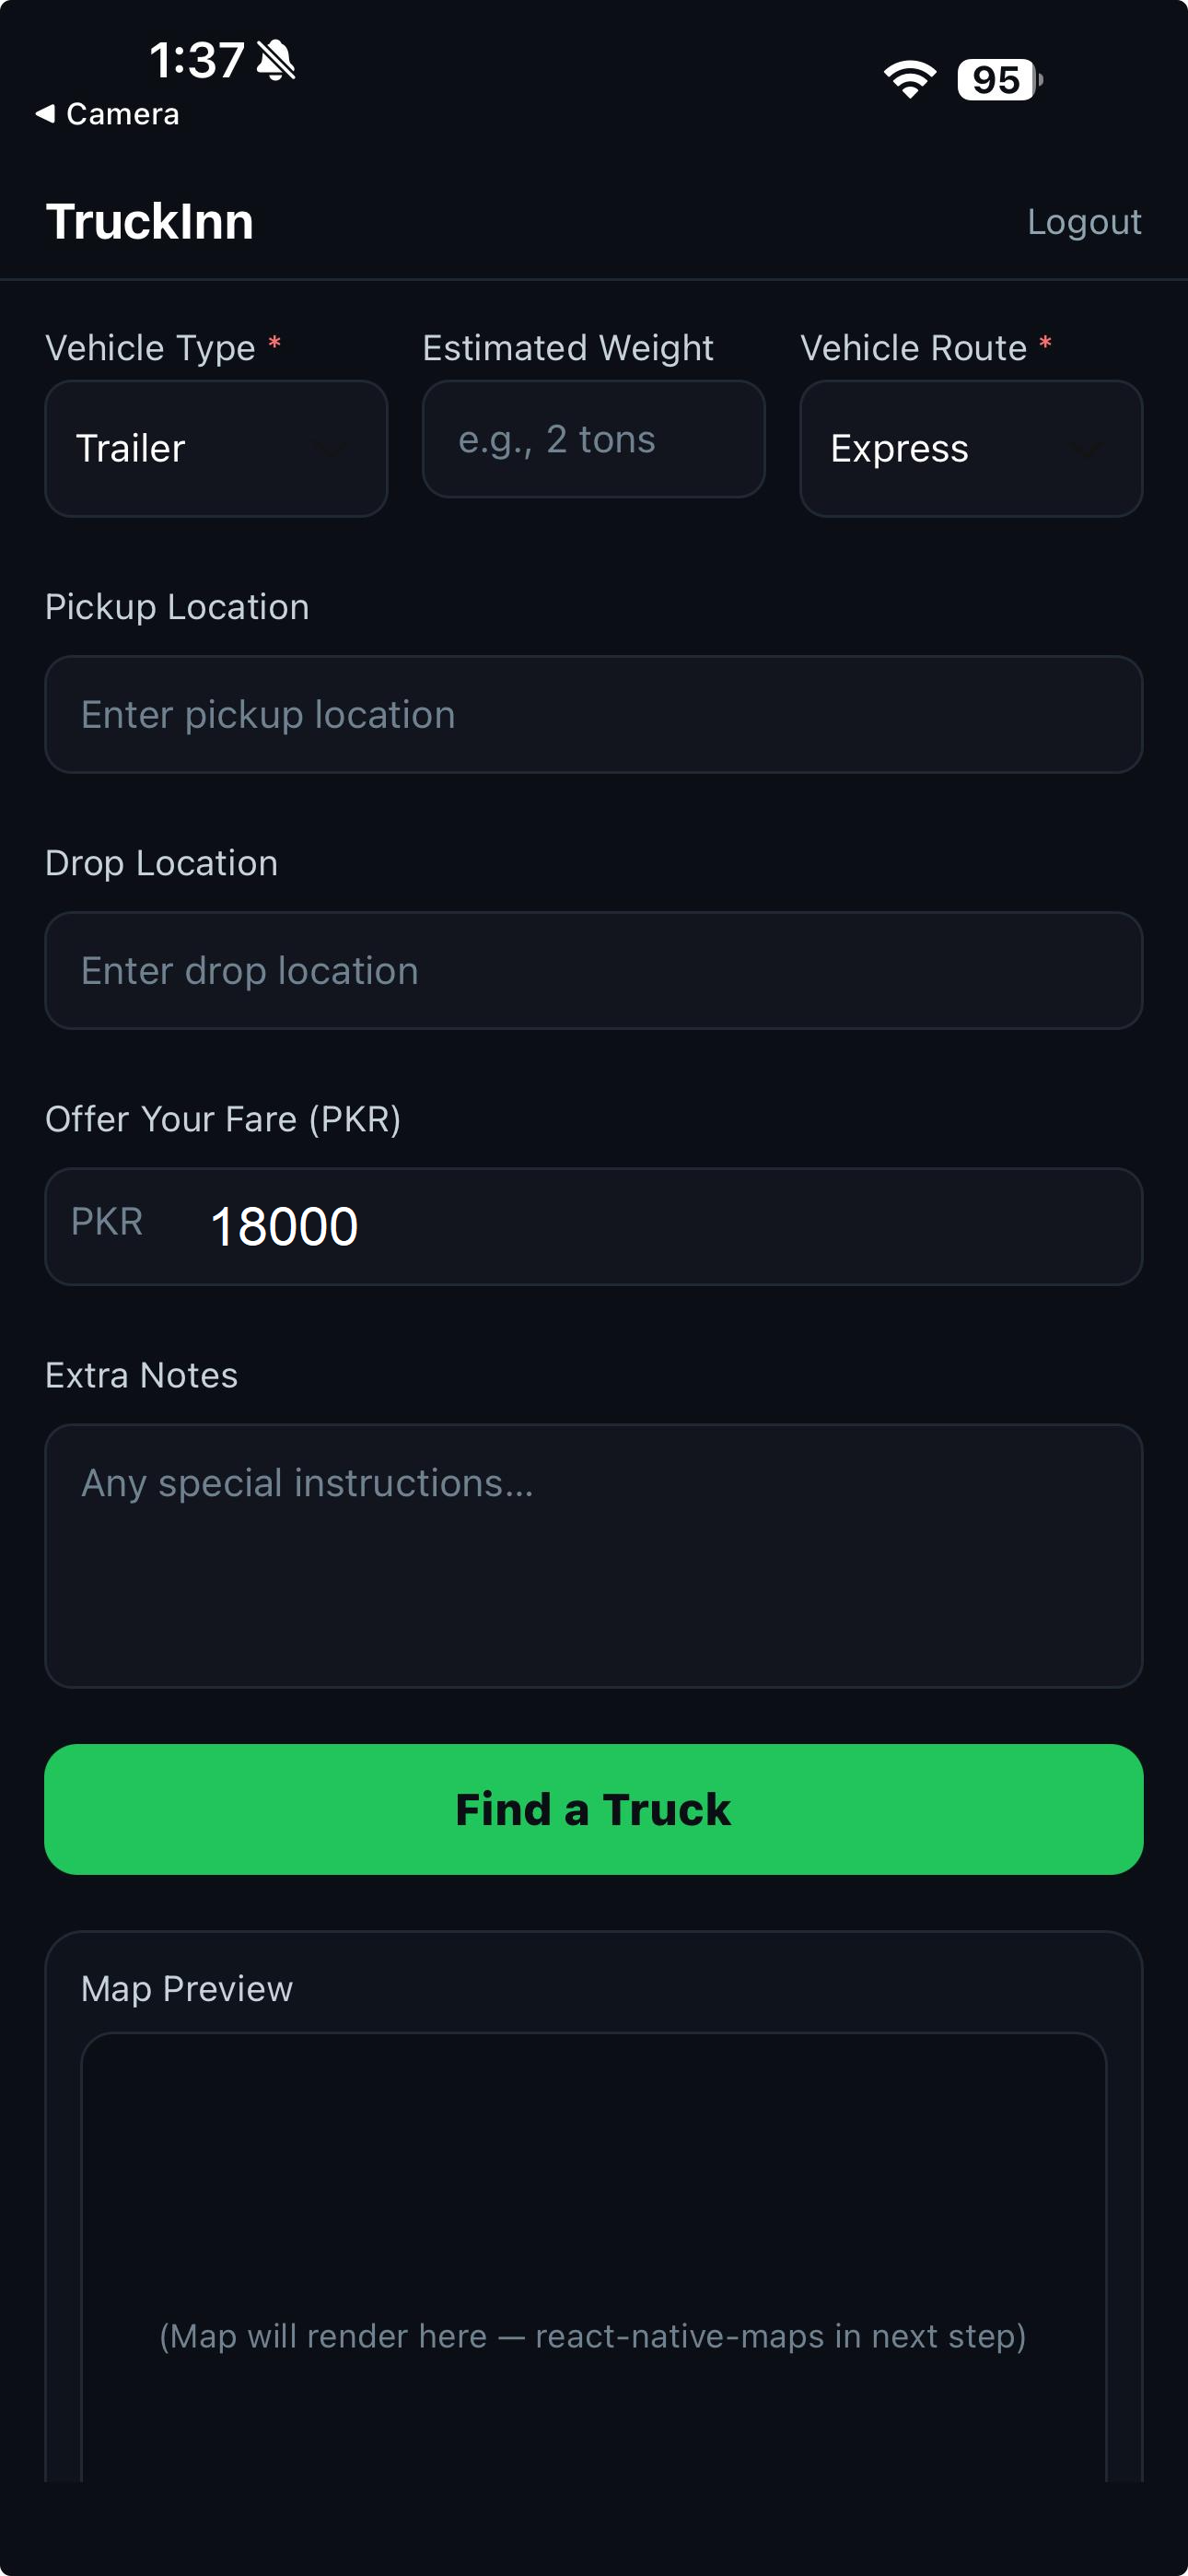 1:37
95
Camera
TruckInn
Logout
Vehicle Type *
Estimated Weight
Vehicle Route *
Trailer
e.g., 2 tons
Express
Pickup Location
Enter pickup location
Drop Location
Enter drop location
Offer Your Fare (PKR)
PKR 18000
Extra Notes
Any special instructions...
Find a Truck
Map Preview
(Map will render here — react-native-maps in next step)